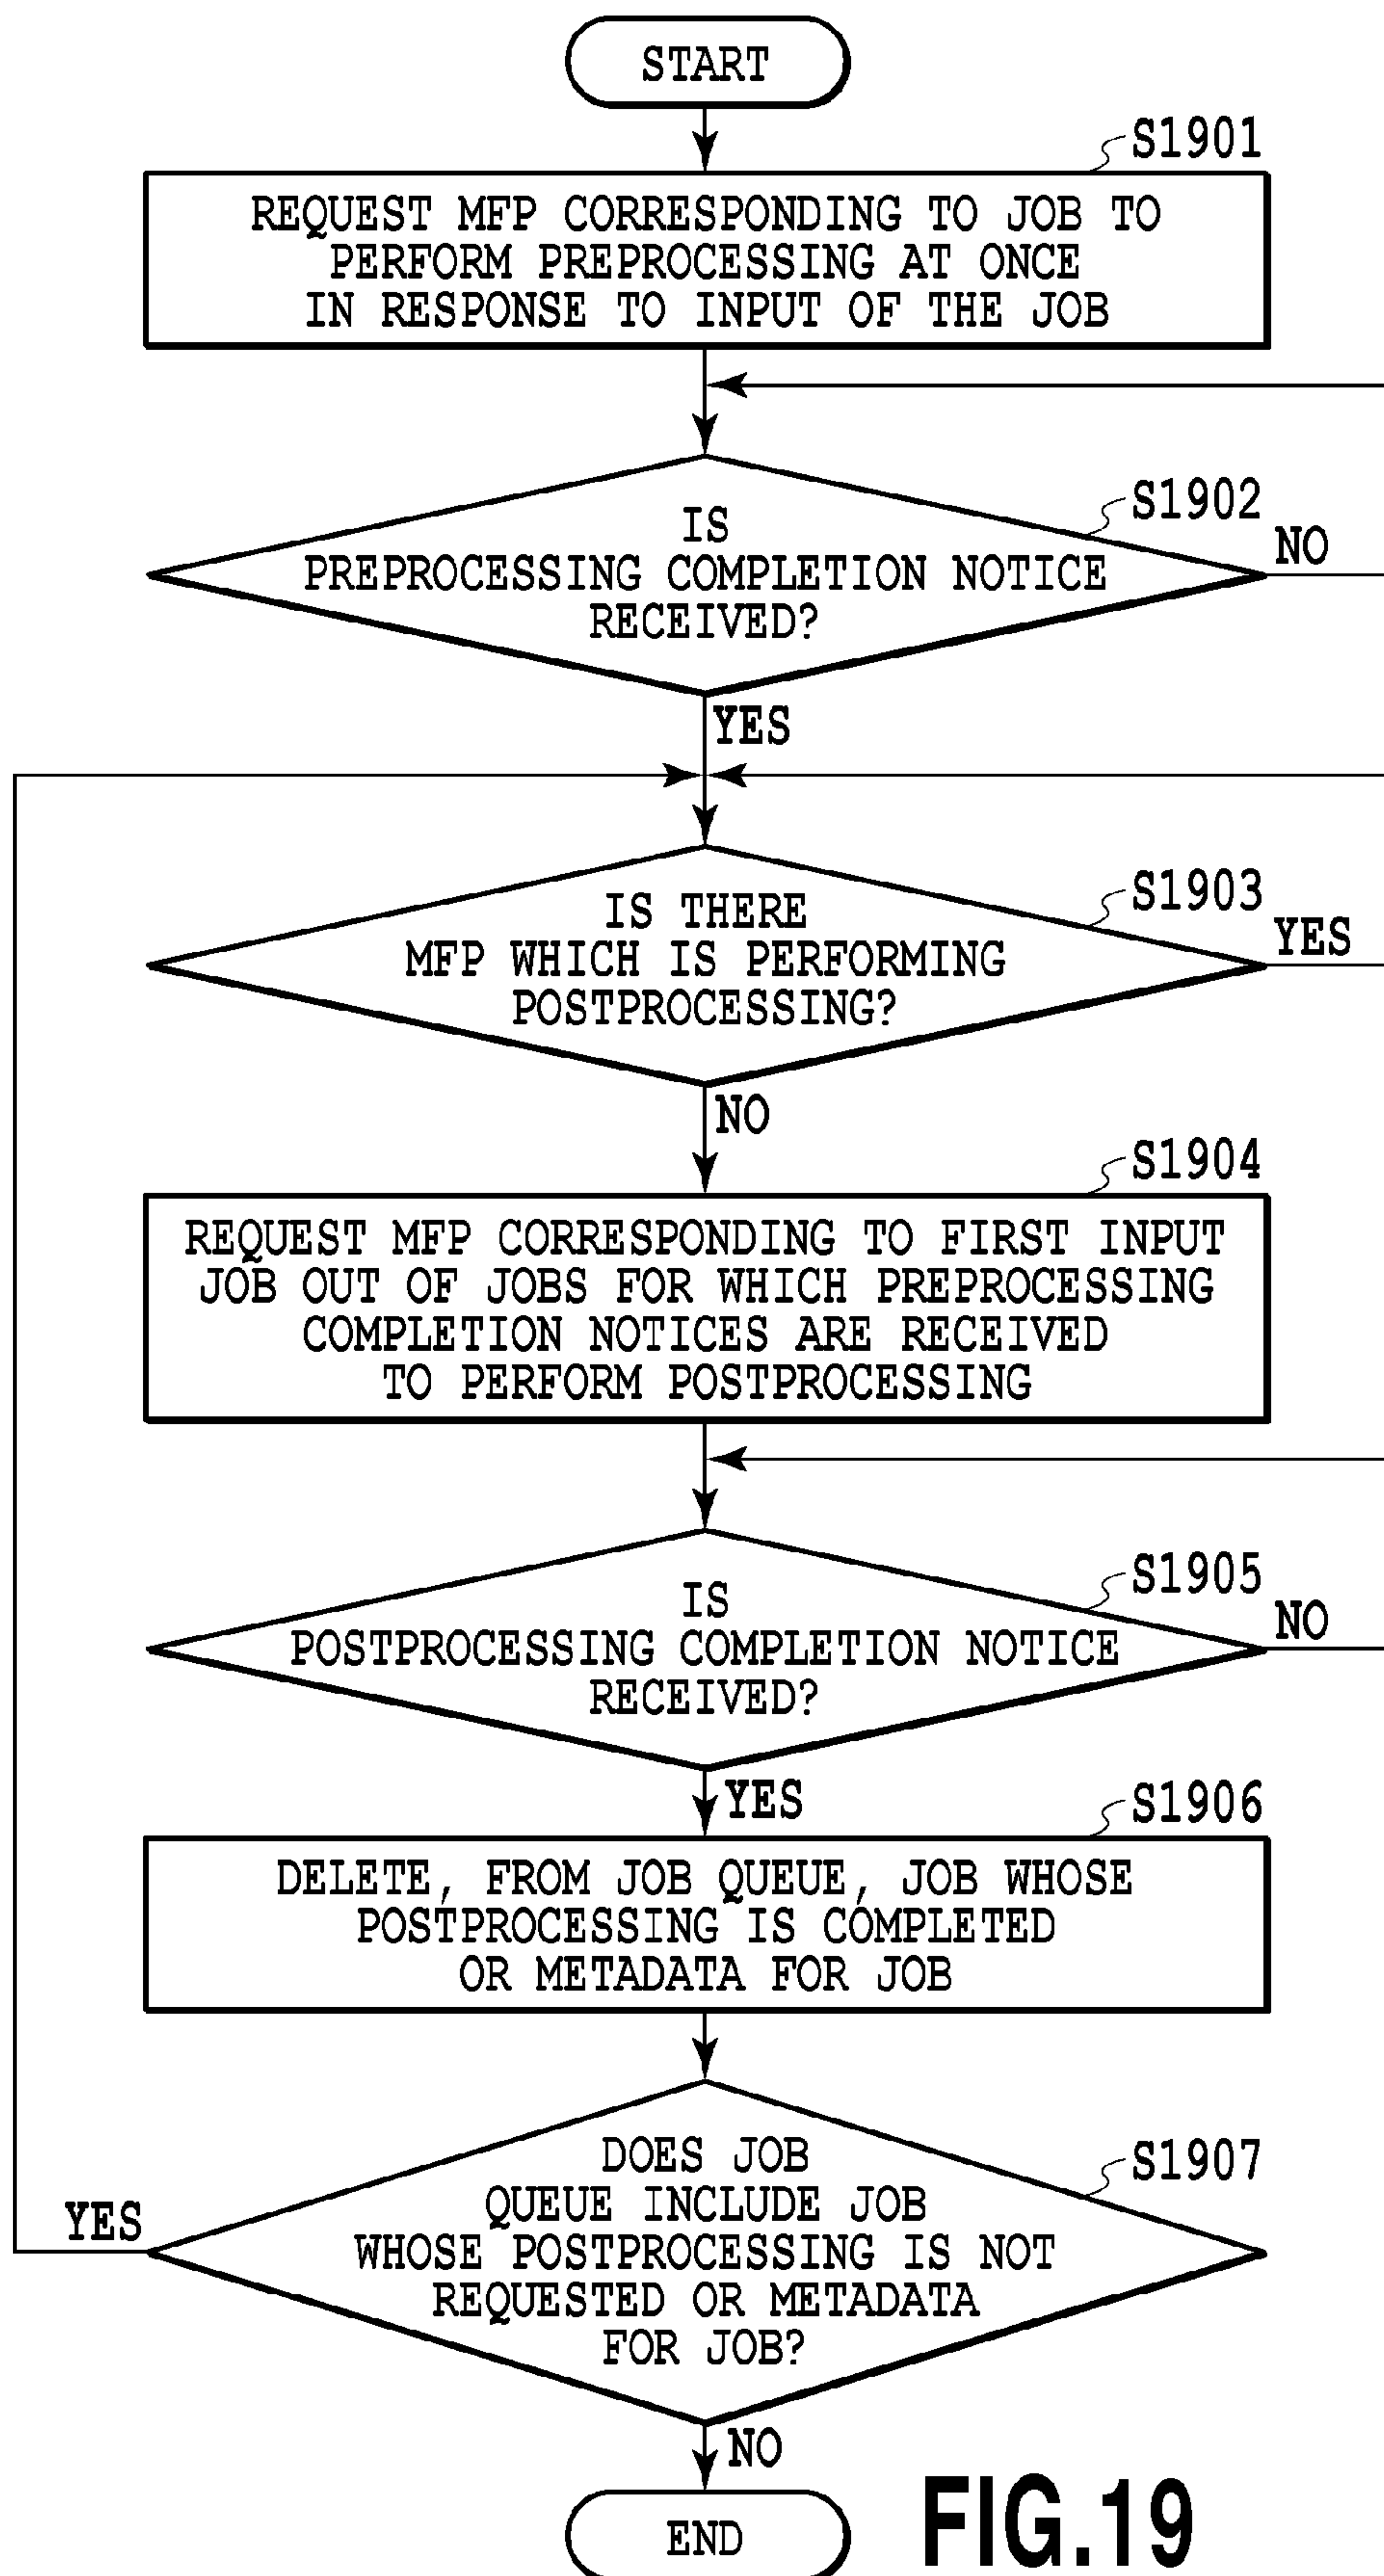 START
S1901
REQUEST MFP CORRESPONDING TO JOB TO
PERFORM PREPROCESSING AT ONCE
IN RESPONSE TO INPUT OF THE JOB
S1902
IS
PREPROCESSING COMPLETION NOTICE
RECEIVED?
NO
YES
S1903
IS THERE
MFP WHICH IS PERFORMING
POSTPROCESSING?
YES
NO
S1904
REQUEST MFP CORRESPONDING TO FIRST INPUT
JOB OUT OF JOBS FOR WHICH PREPROCESSING
COMPLETION NOTICES ARE RECEIVED
TO PERFORM POSTPROCESSING
S1905
IS
POSTPROCESSING COMPLETION NOTICE
RECEIVED?
NO
YES
S1906
DELETE, FROM JOB QUEUE, JOB WHOSE
POSTPROCESSING IS COMPLETED
OR METADATA FOR JOB
S1907
DOES JOB
QUEUE INCLUDE JOB
WHOSE POSTPROCESSING IS NOT
REQUESTED OR METADATA
FOR JOB?
YES
NO
END
FIG.19